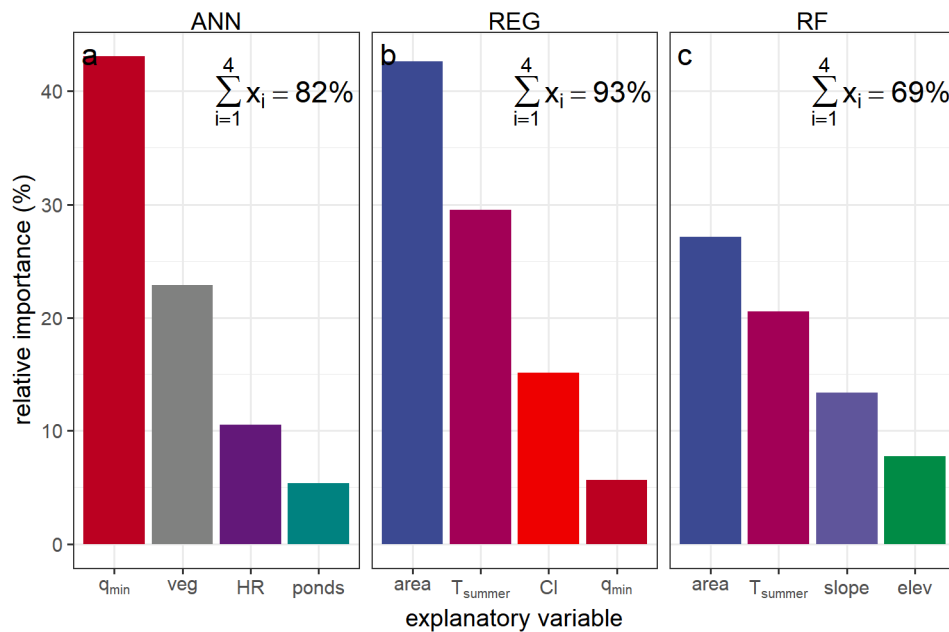 ANN REG RF
a b c
4 4 4
∑ xᵢ = 82% ∑ xᵢ = 93% ∑ xᵢ = 69%
i=1 i=1 i=1
40
30
20
10
0
relative importance (%)
qmin veg HR ponds area Tsummer CI qmin area Tsummer slope elev
explanatory variable